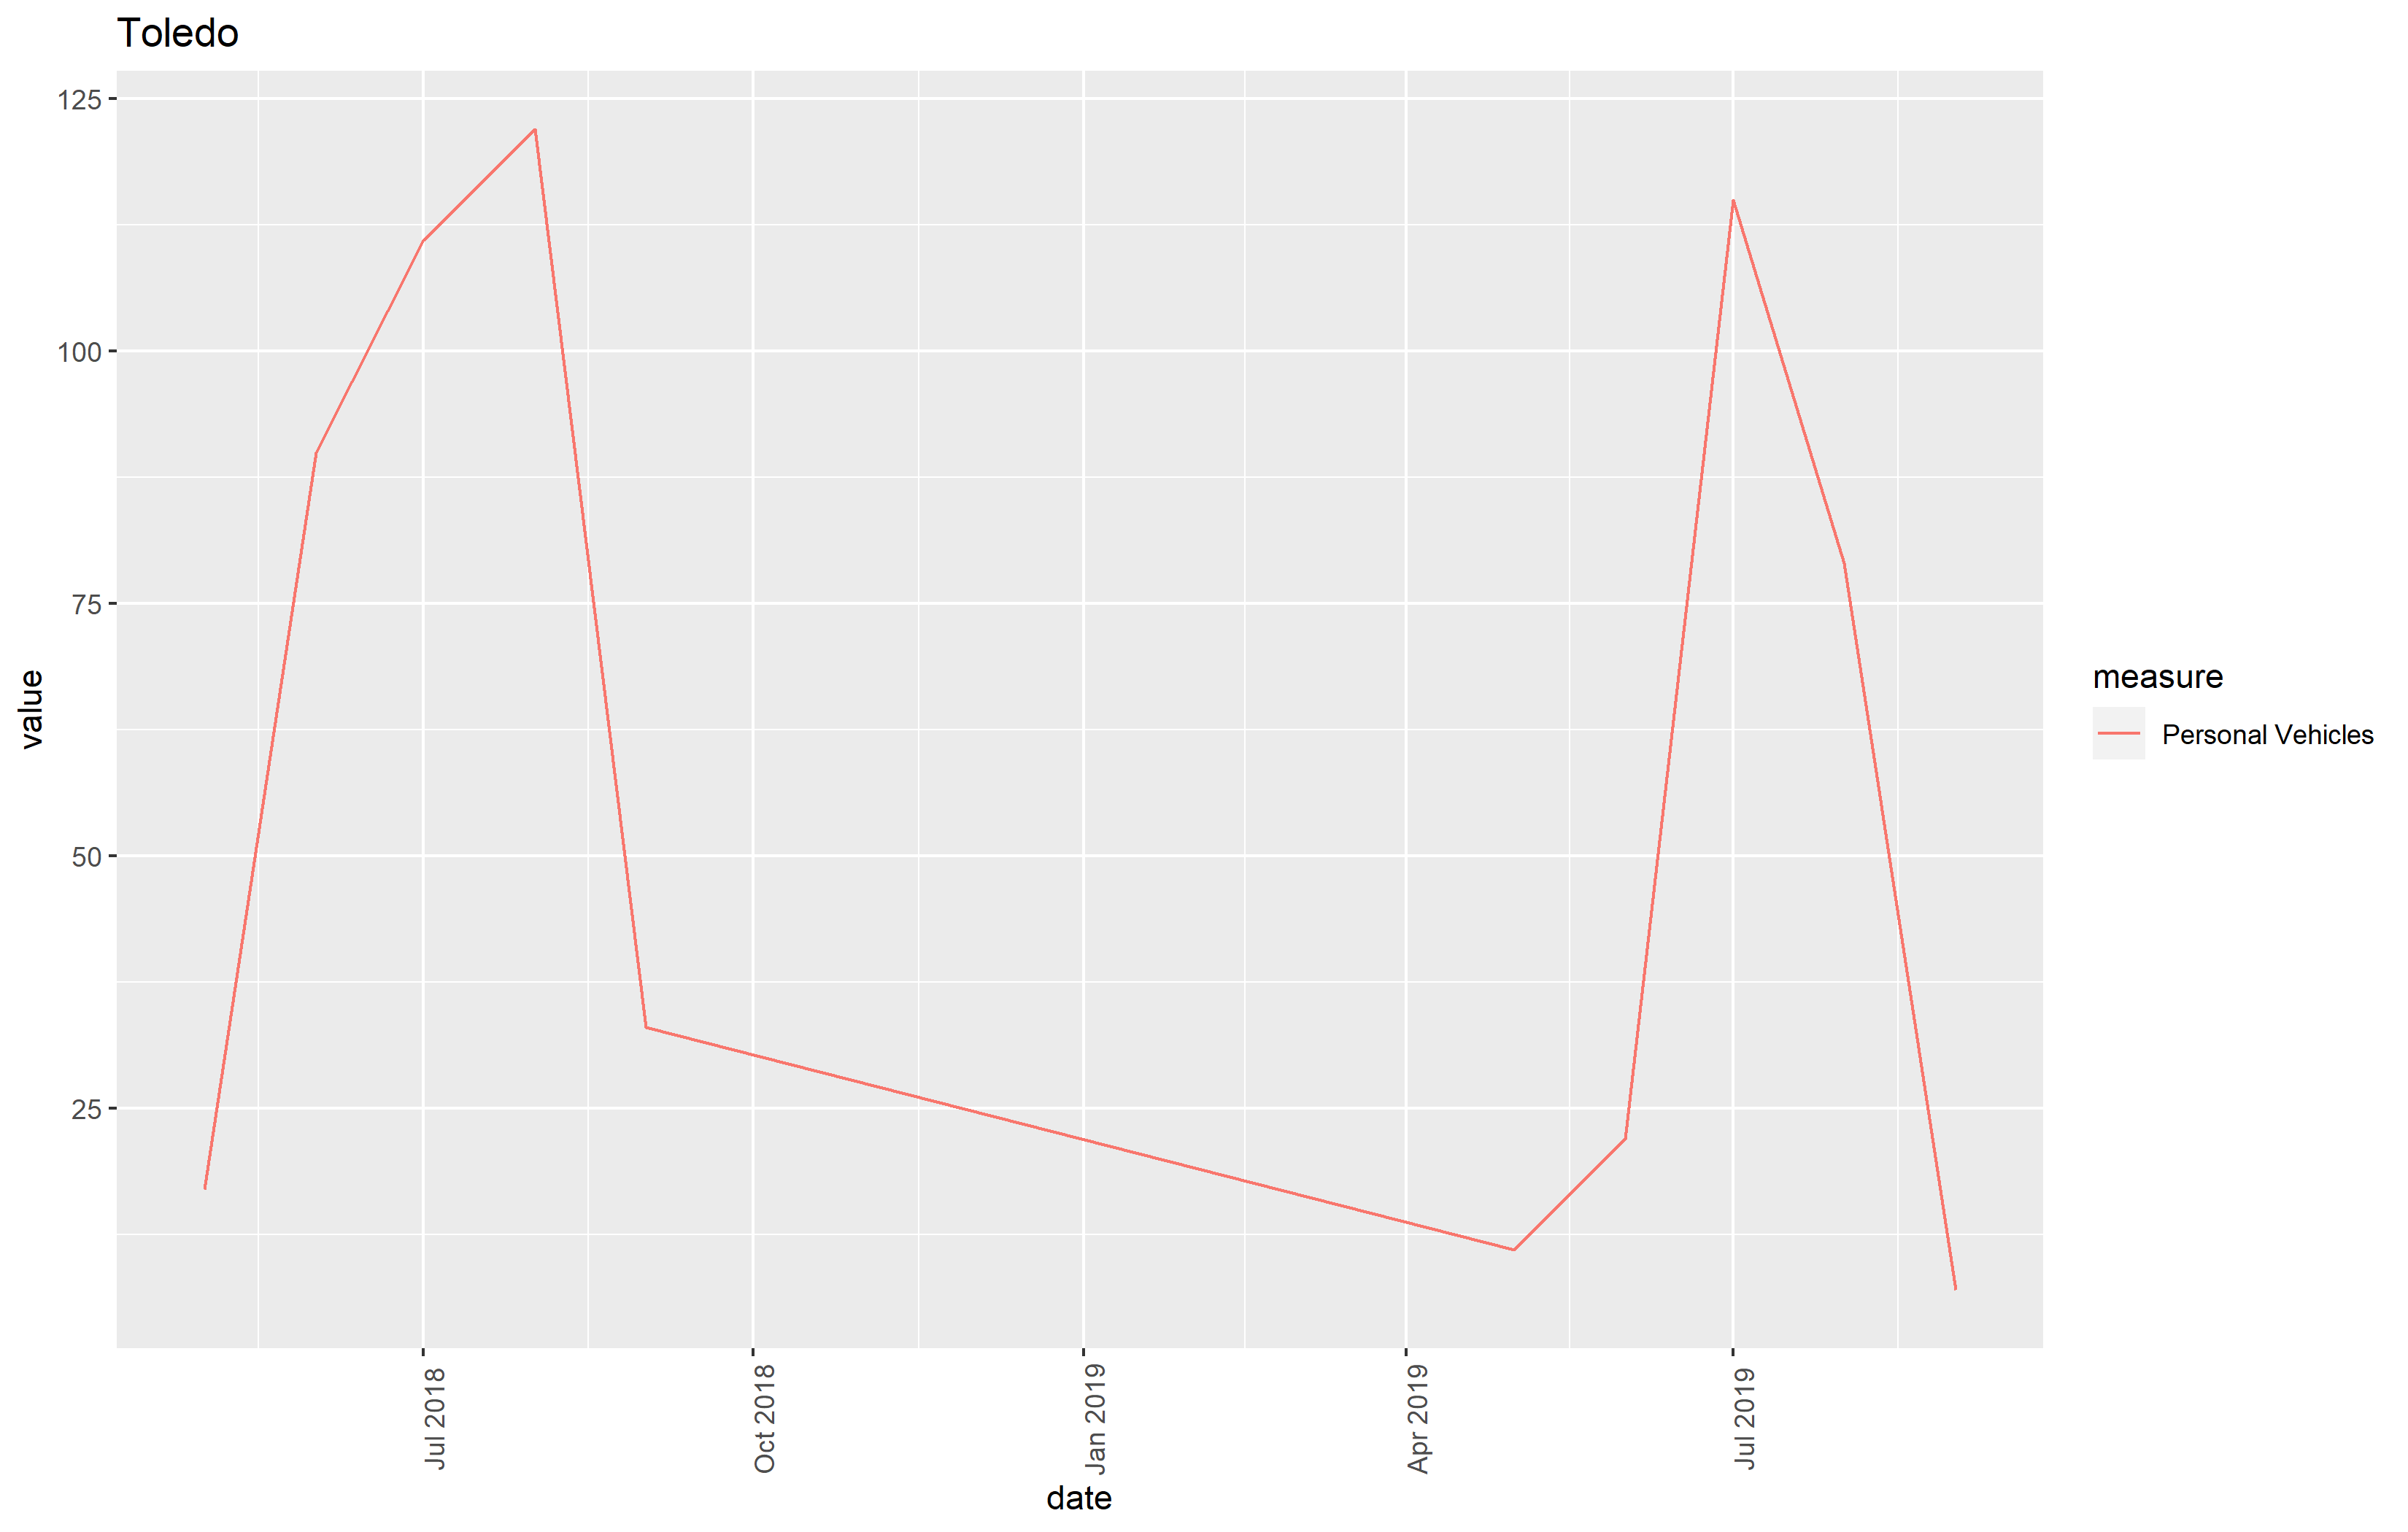 Toledo
125
100
75
50
25
value
Jul 2018
Oct 2018
Jan 2019
Apr 2019
Jul 2019
date
measure
Personal Vehicles